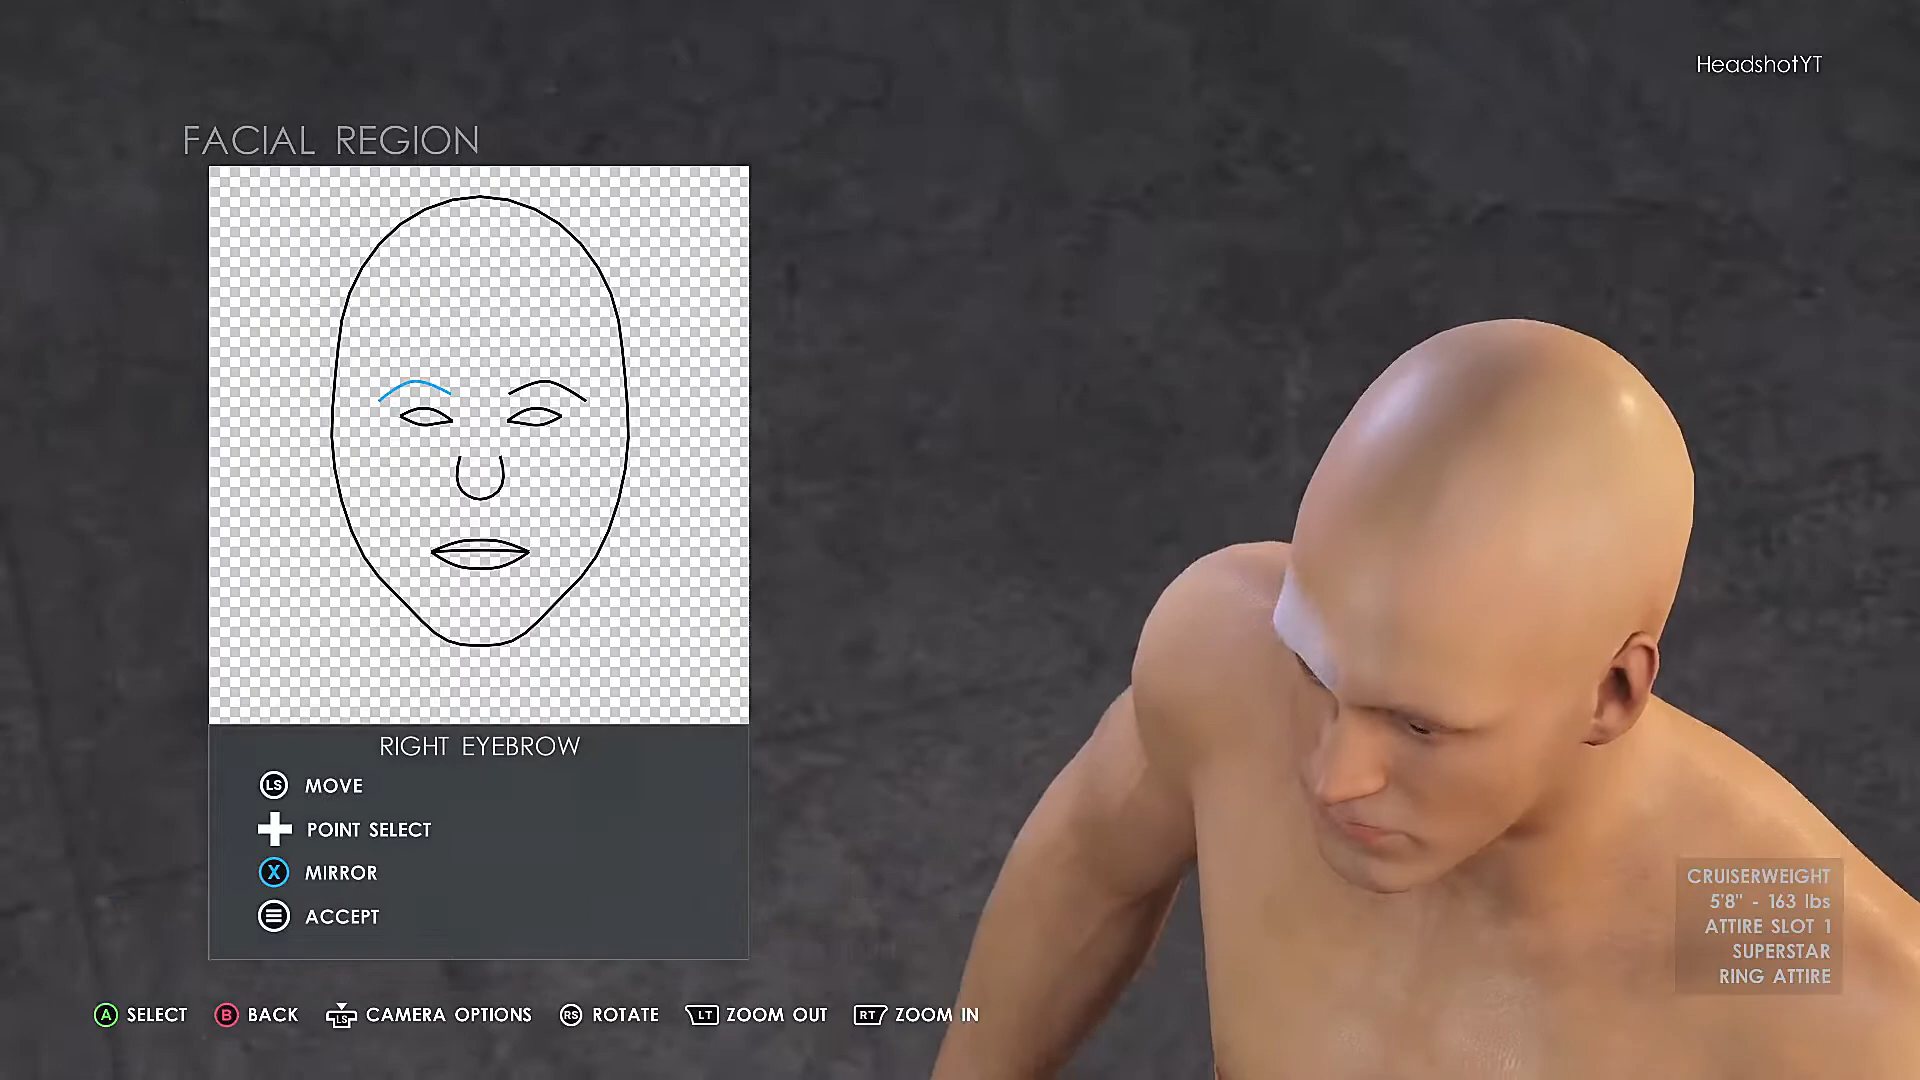 HeadshotYT
FACIAL REGION
RIGHT EYEBROW
LS MOVE
POINT SELECT
X MIRROR
ACCEPT
CRUISERWEIGHT
5'8" - 163 lbs
ATTIRE SLOT 1
SUPERSTAR
RING ATTIRE
A SELECT B BACK LS CAMERA OPTIONS RS ROTATE LT ZOOM OUT RT ZOOM IN